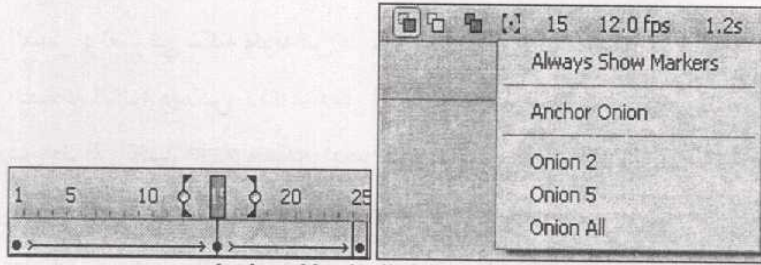 15 12.0 fps 1.2s
Always Show Markers
Anchor Onion
Onion 2
Onion 5
Onion All
1 5 10 20 25